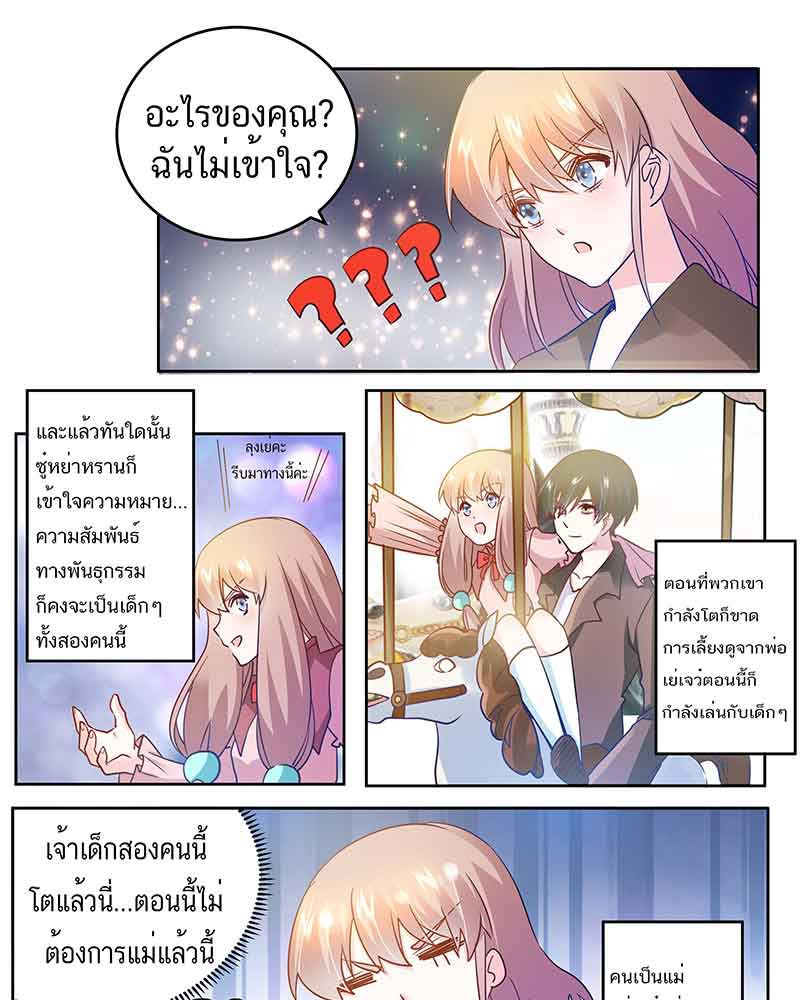 อะไรของคุณ?
ฉันไม่เข้าใจ?
???
และแล้วทันใดนั้น
ซู๋หย่าหรานก็
เข้าใจความหมาย...
ความสัมพันธ์
ทางพันธุกรรม
ก็คงจะเป็นเด็กๆ
ทั้งสองคนนี้
ลุงเย่คะ
รีบมาทางนี้ค่ะ
ตอนที่พวกเขา
กำลังโตก็ขาด
การเลี้ยงดูจากพ่อ
เย่เจว๋ตอนนี้ก็
กำลังเล่นกับเด็กๆ
เจ้าเด็กสองคนนี้
โตแล้วนี่...ตอนนี้ไม่
ต้องการแม่แล้วนี้
คนเป็นแม่